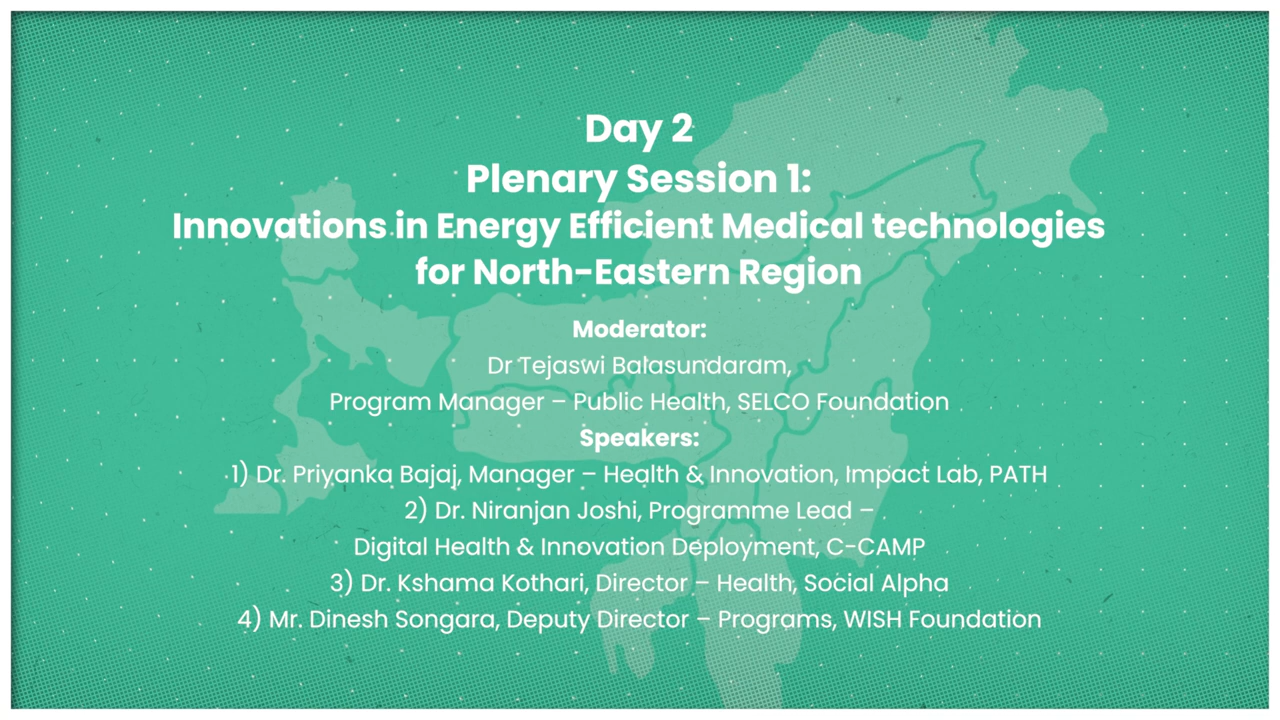 Day 2
Plenary Session 1:
Innovations in Energy Efficient Medical technologies
for North-Eastern Region
Moderator:
Dr Tejaswi Balasundaram,
Program Manager – Public Health, SELCO Foundation
Speakers:
1) Dr. Priyanka Bajaj, Manager – Health & Innovation, Impact Lab, PATH
2) Dr. Niranjan Joshi, Programme Lead –
Digital Health & Innovation Deployment, C-CAMP
3) Dr. Kshama Kothari, Director – Health, Social Alpha
4) Mr. Dinesh Songara, Deputy Director – Programs, WISH Foundation